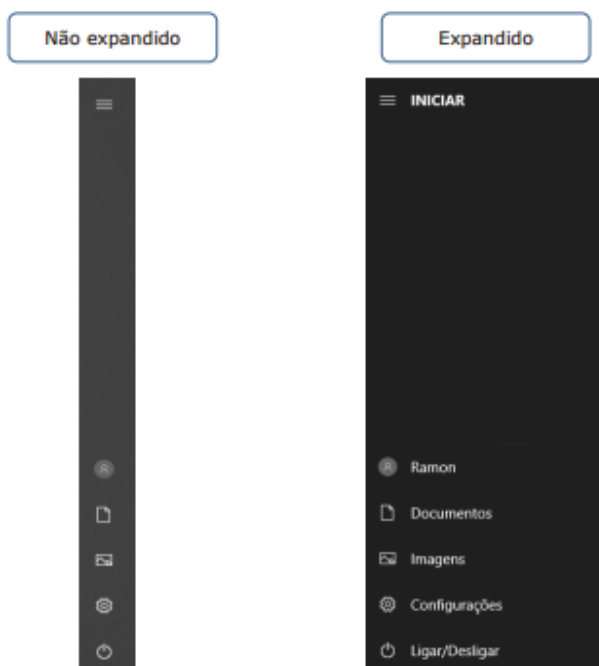 Não expandido
Expandido
INICIAR
Ramon
Documentos
Imagens
Configurações
Ligar/Desligar